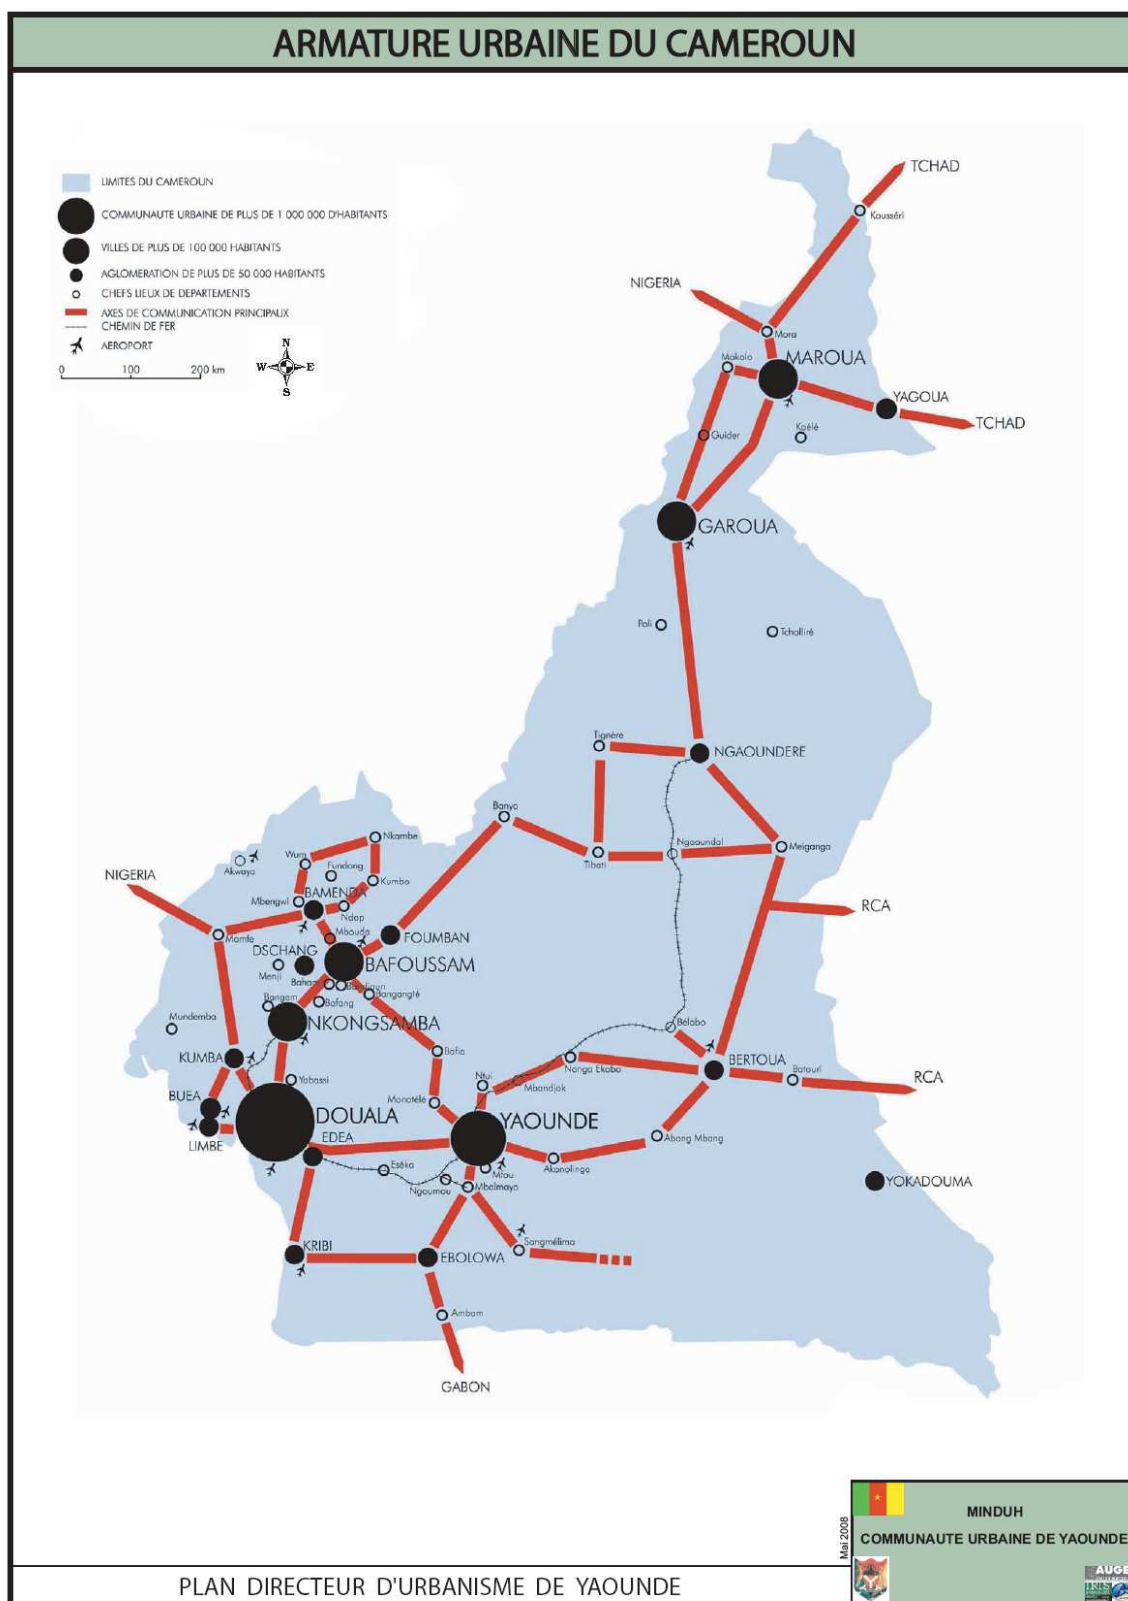 ARMATURE URBAINE DU CAMEROUN
LIMITES DU CAMEROUN
COMMUNAUTE URBAINE DE PLUS DE 1 000 000 D'HABITANTS
VILLES DE PLUS DE 100 000 HABITANTS
AGLOMERATION DE PLUS DE 50 000 HABITANTS
CHEFS LIEUX DE DEPARTEMENTS
AXES DE COMMUNICATION PRINCIPAUX
CHEMIN DE FER
AEROPORT
0 100 200 km
N
W E
S
TCHAD
Kousséri
NIGERIA
Mora
Mokolo
MAROUA
YAGOUA
TCHAD
Guider
Kaélé
GAROUA
Poli
Tcholliré
Tignère
NGAOUNDERE
Banyo
Tibati
Ngaoundal
Meiganga
RCA
Nkambe
Wum
Fundong
Akwaya
Kumbo
NIGERIA
Mbengwi
BAMENDA
Ndop
Mamfe
Mbouda
FOUMBAN
DSCHANG
BAFOUSSAM
Menji
Baham
Bangangté
Bangem
Bafang
NKONGSAMBA
Mundemba
Bélabo
KUMBA
Bafia
BERTOUA
Nanga Ekobo
Batouri
RCA
Ntui
Mbandjok
Yabassi
BUEA
Monatélé
DOUALA
YAOUNDE
LIMBE
EDEA
Abong Mbang
Eséka
Mfou
Akonolinga
Ngoumou
Mbalmayo
YOKADOUMA
KRIBI
EBOLOWA
Sangmélima
Ambam
GABON
Mai 2008
MINDUH
COMMUNAUTE URBAINE DE YAOUNDE
PLAN DIRECTEUR D'URBANISME DE YAOUNDE
AUGE